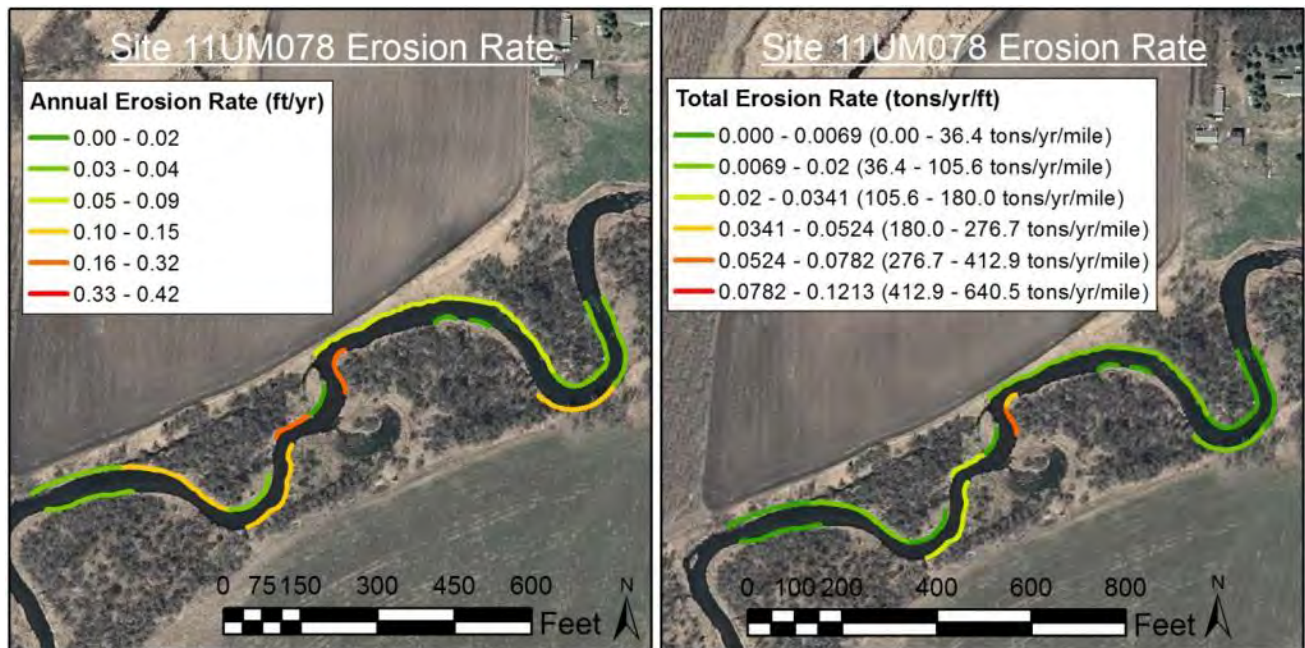 Site 11UM078 Erosion Rate
Annual Erosion Rate (ft/yr)
0.00 - 0.02
0.03 - 0.04
0.05 - 0.09
0.10 - 0.15
0.16 - 0.32
0.33 - 0.42
0 75 150 300 450 600
Feet
N
Site 11UM078 Erosion Rate
Total Erosion Rate (tons/yr/ft)
0.000 - 0.0069 (0.00 - 36.4 tons/yr/mile)
0.0069 - 0.02 (36.4 - 105.6 tons/yr/mile)
0.02 - 0.0341 (105.6 - 180.0 tons/yr/mile)
0.0341 - 0.0524 (180.0 - 276.7 tons/yr/mile)
0.0524 - 0.0782 (276.7 - 412.9 tons/yr/mile)
0.0782 - 0.1213 (412.9 - 640.5 tons/yr/mile)
0 100 200 400 600 800
Feet
N